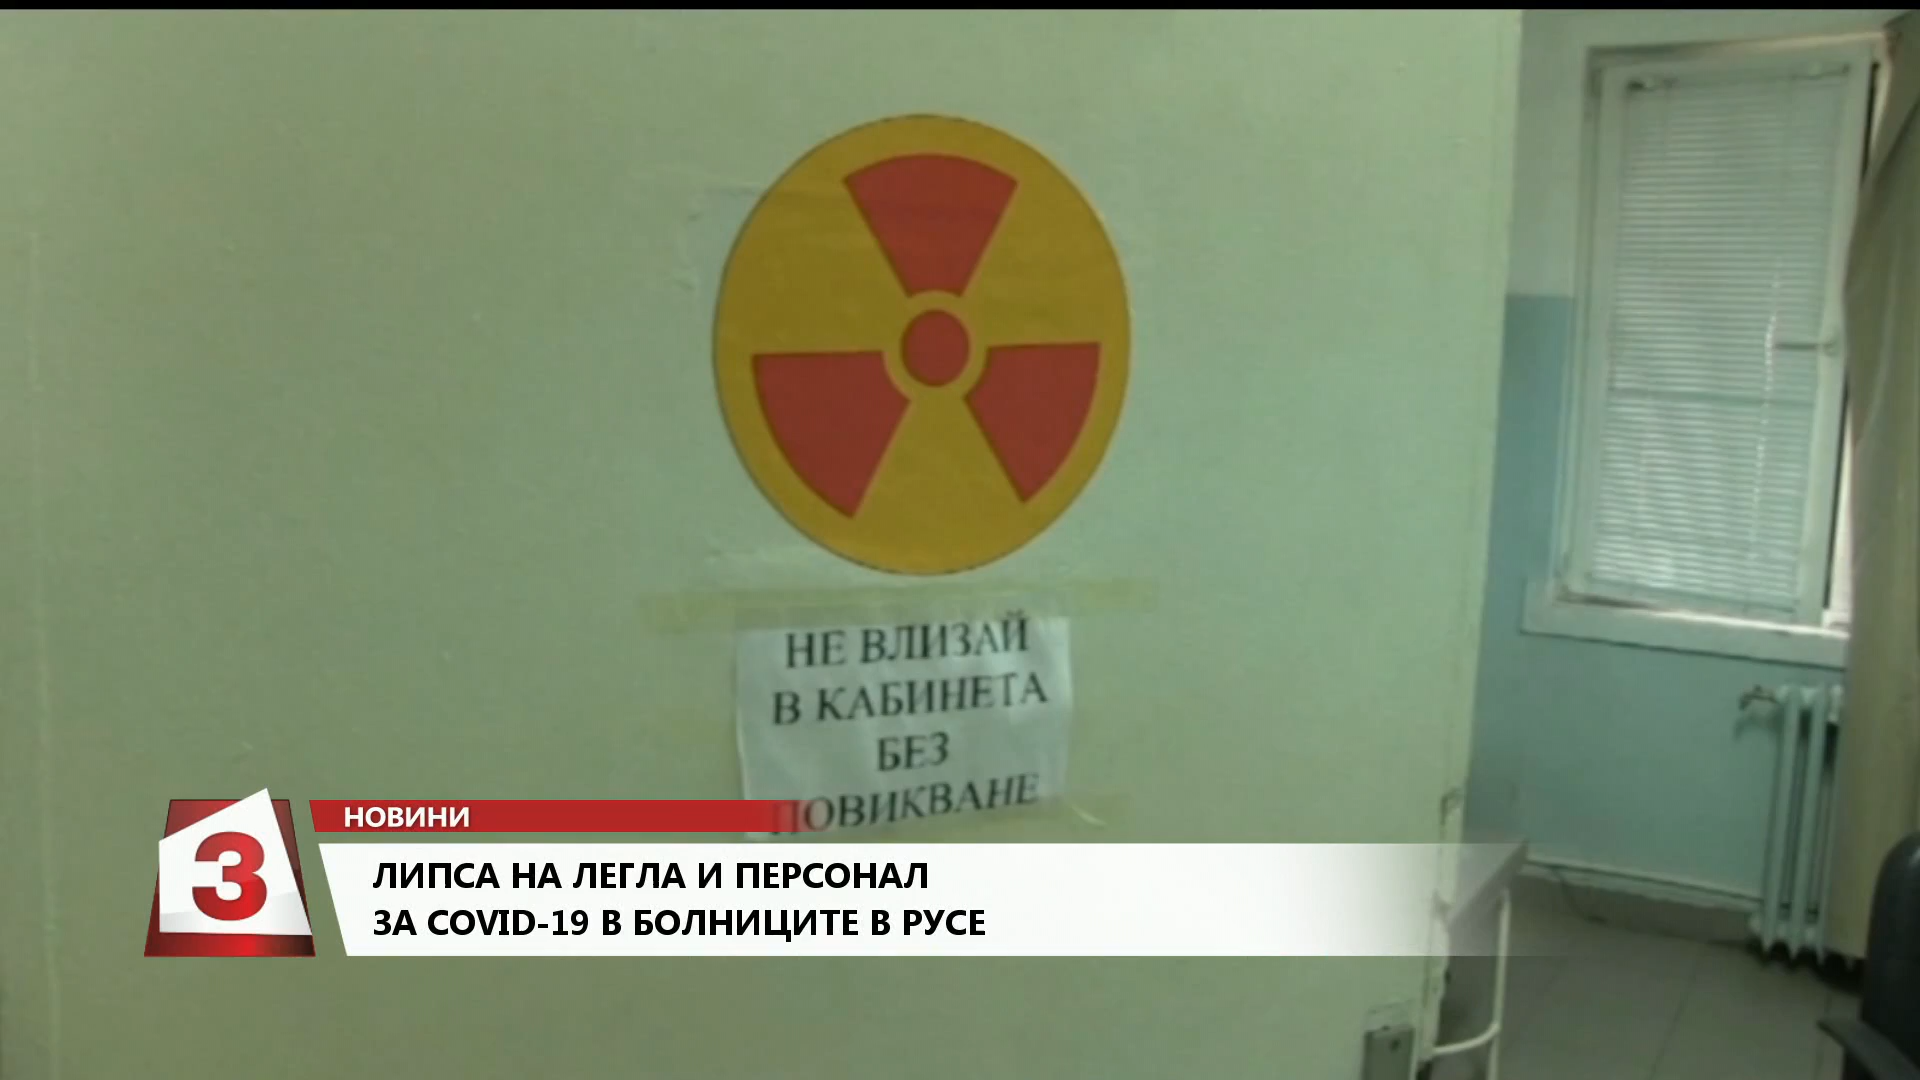 НЕ ВЛИЗАЙ
В КАБИНЕТА
БЕЗ
ПОВИКВАНЕ
3
НОВИНИ
ЛИПСА НА ЛЕГЛА И ПЕРСОНАЛ
ЗА COVID-19 В БОЛНИЦИТЕ В РУСЕ